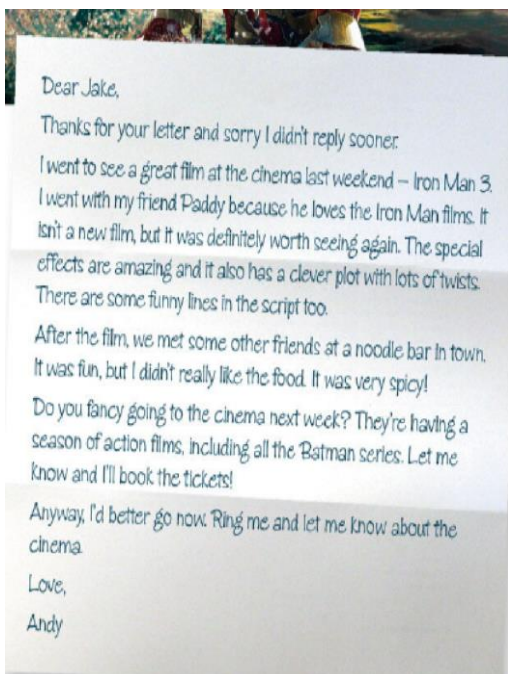 Dear Jake,
Thanks for your letter and sorry I didn't reply sooner.
I went to see a great film at the cinema last weekend – Iron Man 3.
I went with my friend Paddy because he loves the Iron Man films. It
isn't a new film, but it was definitely worth seeing again. The special
effects are amazing and it also has a clever plot with lots of twists.
There are some funny lines in the script too.
After the film, we met some other friends at a noodle bar in town.
It was fun, but I didn't really like the food. It was very spicy!
Do you fancy going to the cinema next week? They're having a
season of action films, including all the Batman series. Let me
know and I'll book the tickets!
Anyway, I'd better go now. Ring me and let me know about the
cinema.
Love,
Andy